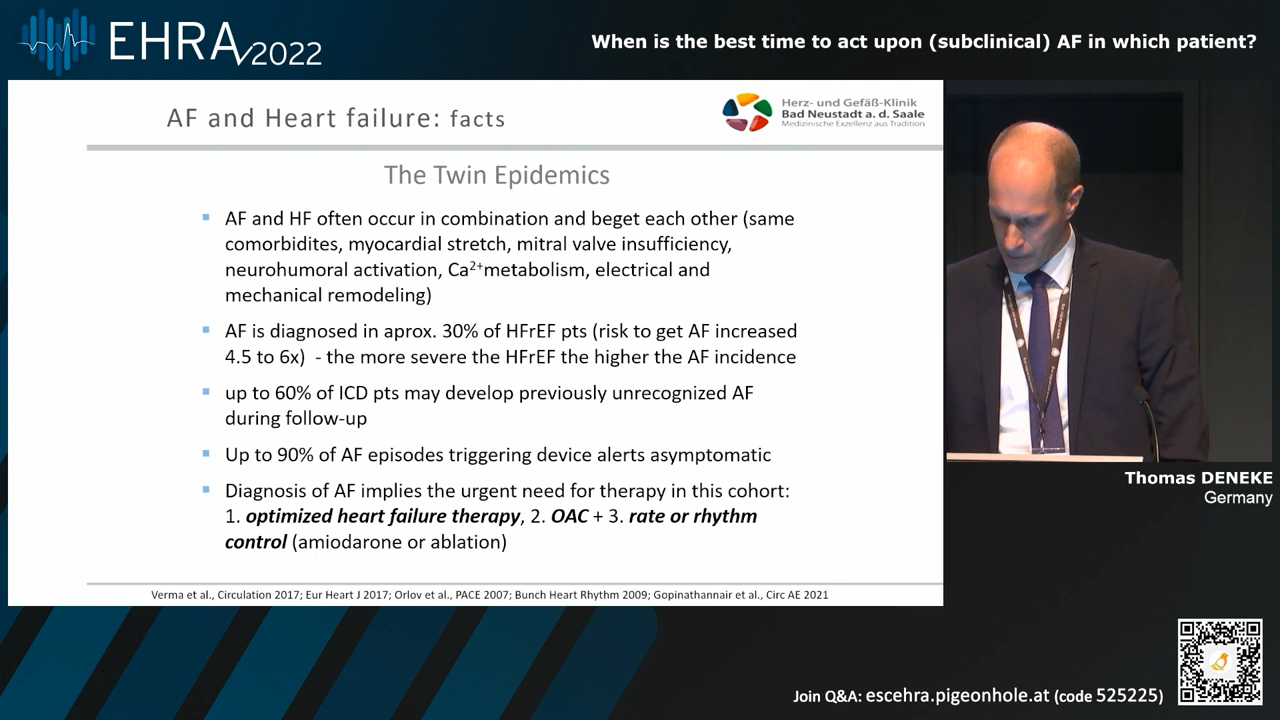 EHRA 2022
When is the best time to act upon (subclinical) AF in which patient?
AF and Heart failure: facts
Herz- und Gefäß-Klinik
Bad Neustadt a. d. Saale
Medizinische Exzellenz aus Tradition
The Twin Epidemics
AF and HF often occur in combination and beget each other (same
comorbidites, myocardial stretch, mitral valve insufficiency,
neurohumoral activation, Ca²⁺metabolism, electrical and
mechanical remodeling)
AF is diagnosed in aprox. 30% of HFrEF pts (risk to get AF increased
4.5 to 6x) - the more severe the HFrEF the higher the AF incidence
up to 60% of ICD pts may develop previously unrecognized AF
during follow-up
Up to 90% of AF episodes triggering device alerts asymptomatic
Diagnosis of AF implies the urgent need for therapy in this cohort:
1. optimized heart failure therapy, 2. OAC + 3. rate or rhythm
control (amiodarone or ablation)
Verma et al., Circulation 2017; Eur Heart J 2017; Orlov et al., PACE 2007; Bunch Heart Rhythm 2009; Gopinathannair et al., Circ AE 2021
Thomas DENEKE
Germany
Join Q&A: escehra.pigeonhole.at (code 525225)